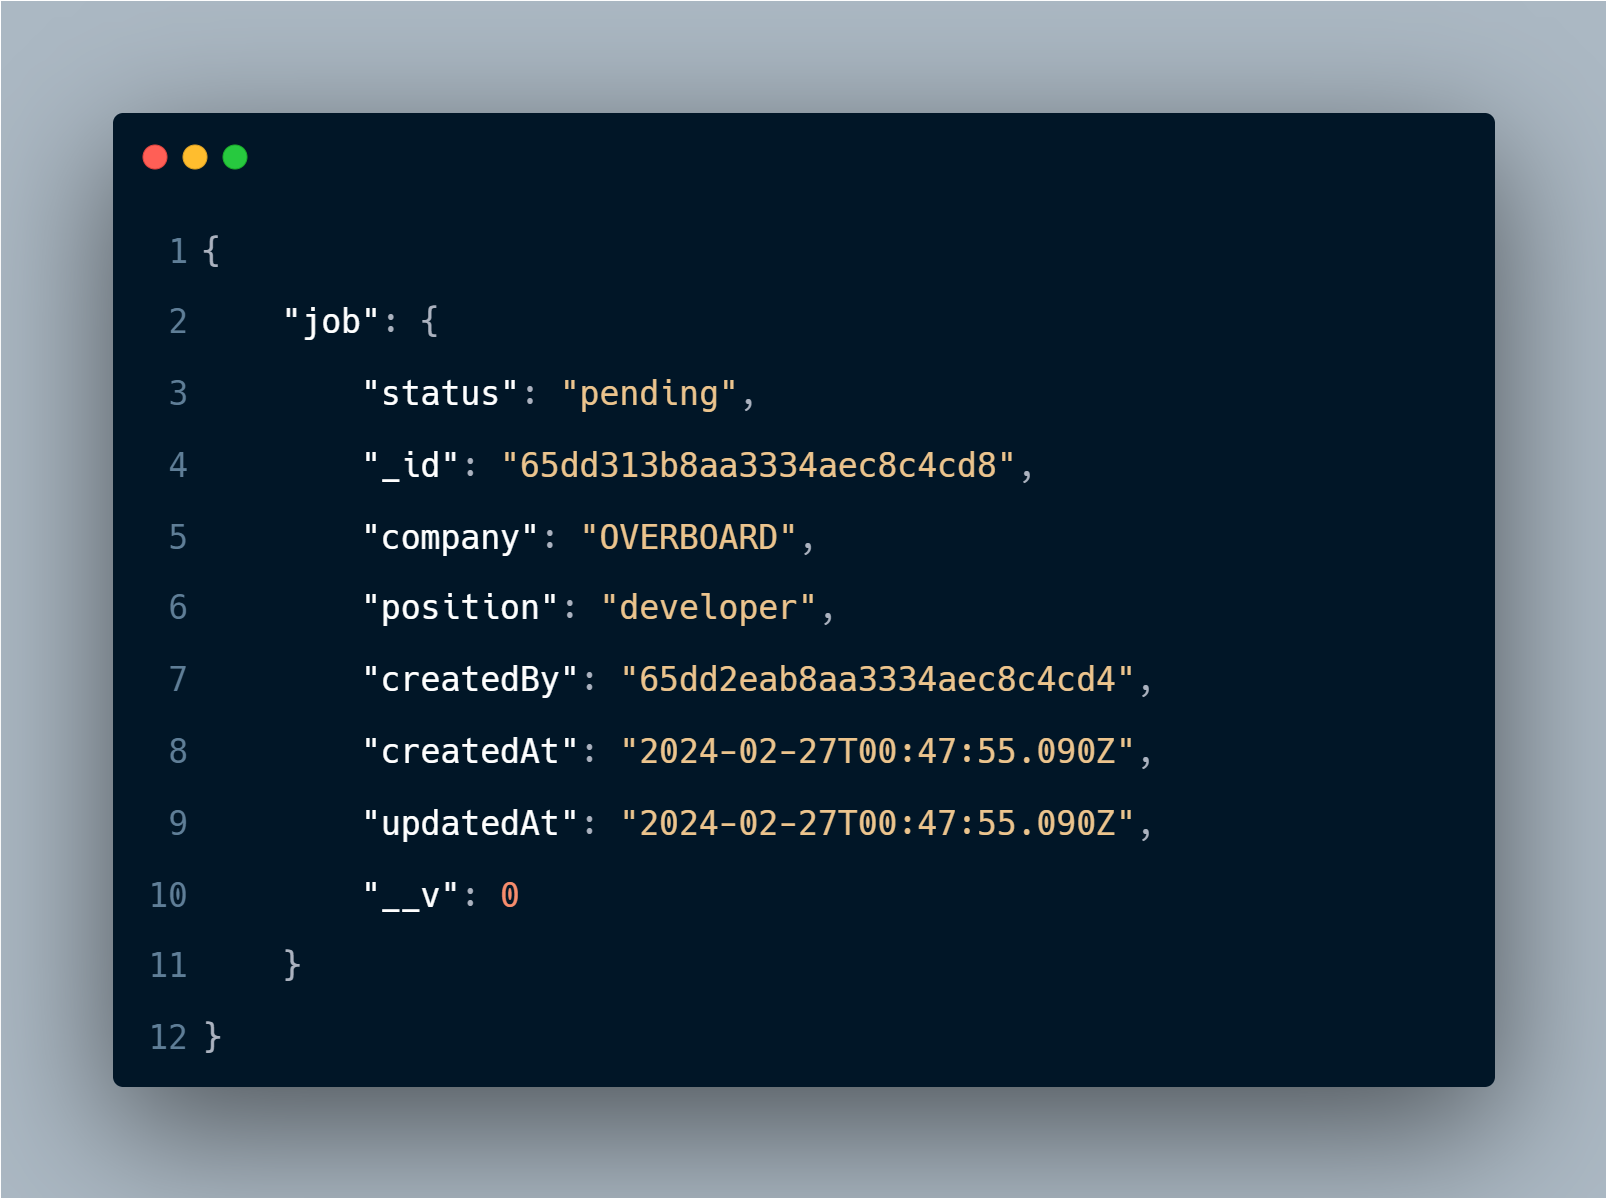 1 {
2     "job": {
3         "status": "pending",
4         "_id": "65dd313b8aa3334aec8c4cd8",
5         "company": "OVERBOARD",
6         "position": "developer",
7         "createdBy": "65dd2eab8aa3334aec8c4cd4",
8         "createdAt": "2024-02-27T00:47:55.090Z",
9         "updatedAt": "2024-02-27T00:47:55.090Z",
10         "__v": 0
11     }
12 }